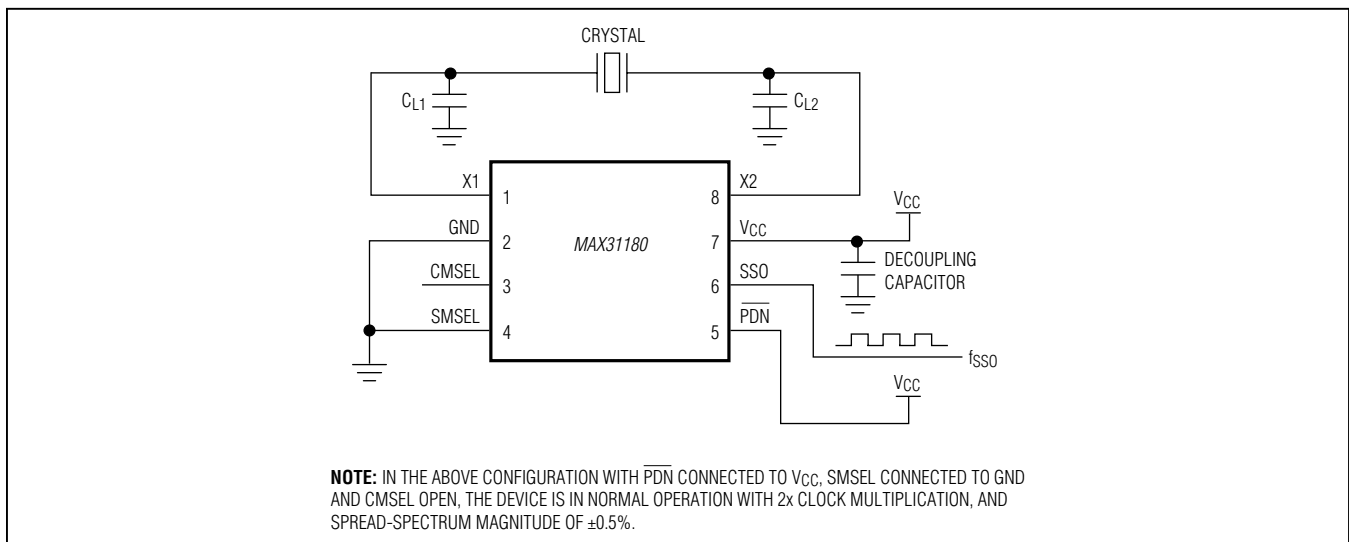 CRYSTAL
CL1
CL2
X1
1
8
X2
VCC
GND
2
MAX31180
7
VCC
DECOUPLING
CAPACITOR
CMSEL
3
6
SSO
SMSEL
4
5
PDN
fSSO
VCC
NOTE: IN THE ABOVE CONFIGURATION WITH PDN CONNECTED TO VCC, SMSEL CONNECTED TO GND
AND CMSEL OPEN, THE DEVICE IS IN NORMAL OPERATION WITH 2x CLOCK MULTIPLICATION, AND
SPREAD-SPECTRUM MAGNITUDE OF ±0.5%.